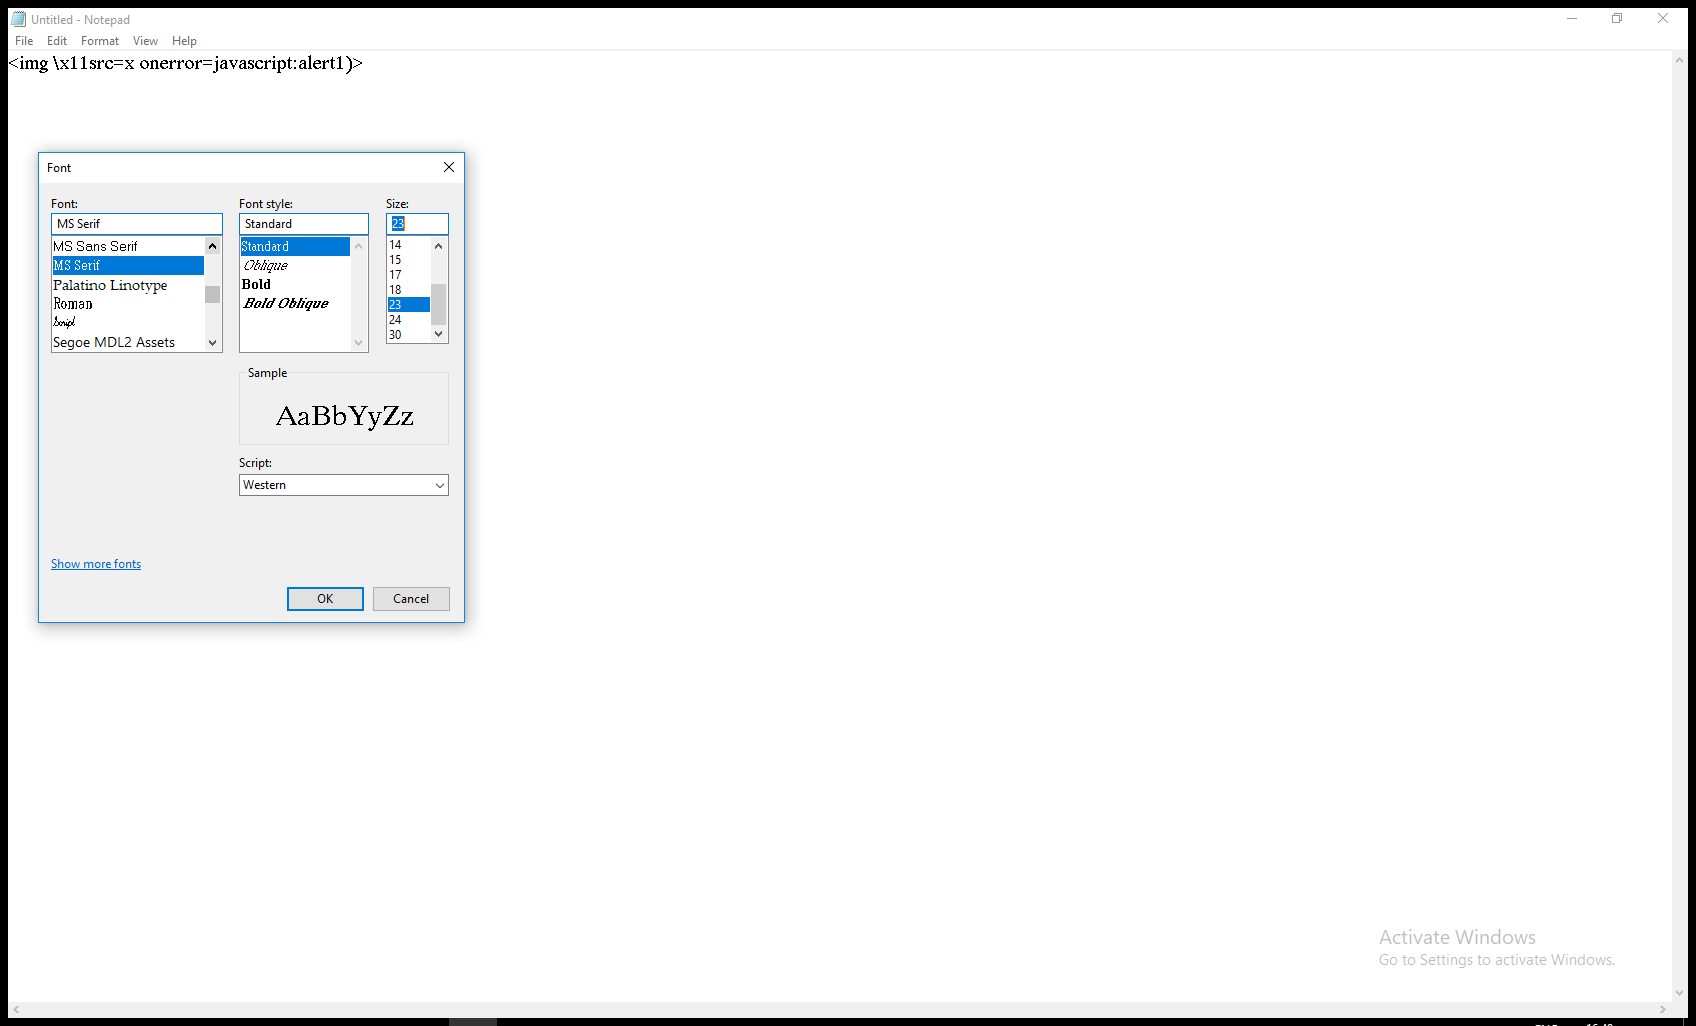 Untitled - Notepad
File Edit Format View Help
<img \x11src=x onerror=javascript:alert1)>
Font
Font: Font style: Size:
MS Serif Standard 23
MS Sans Serif Standard 14
MS Serif Oblique 15
Palatino Linotype Bold 17
Roman Bold Oblique 18
Script 23
Segoe MDL2 Assets 24
30
Sample
AaBbYyZz
Script:
Western
Show more fonts
OK Cancel
Activate Windows
Go to Settings to activate Windows.